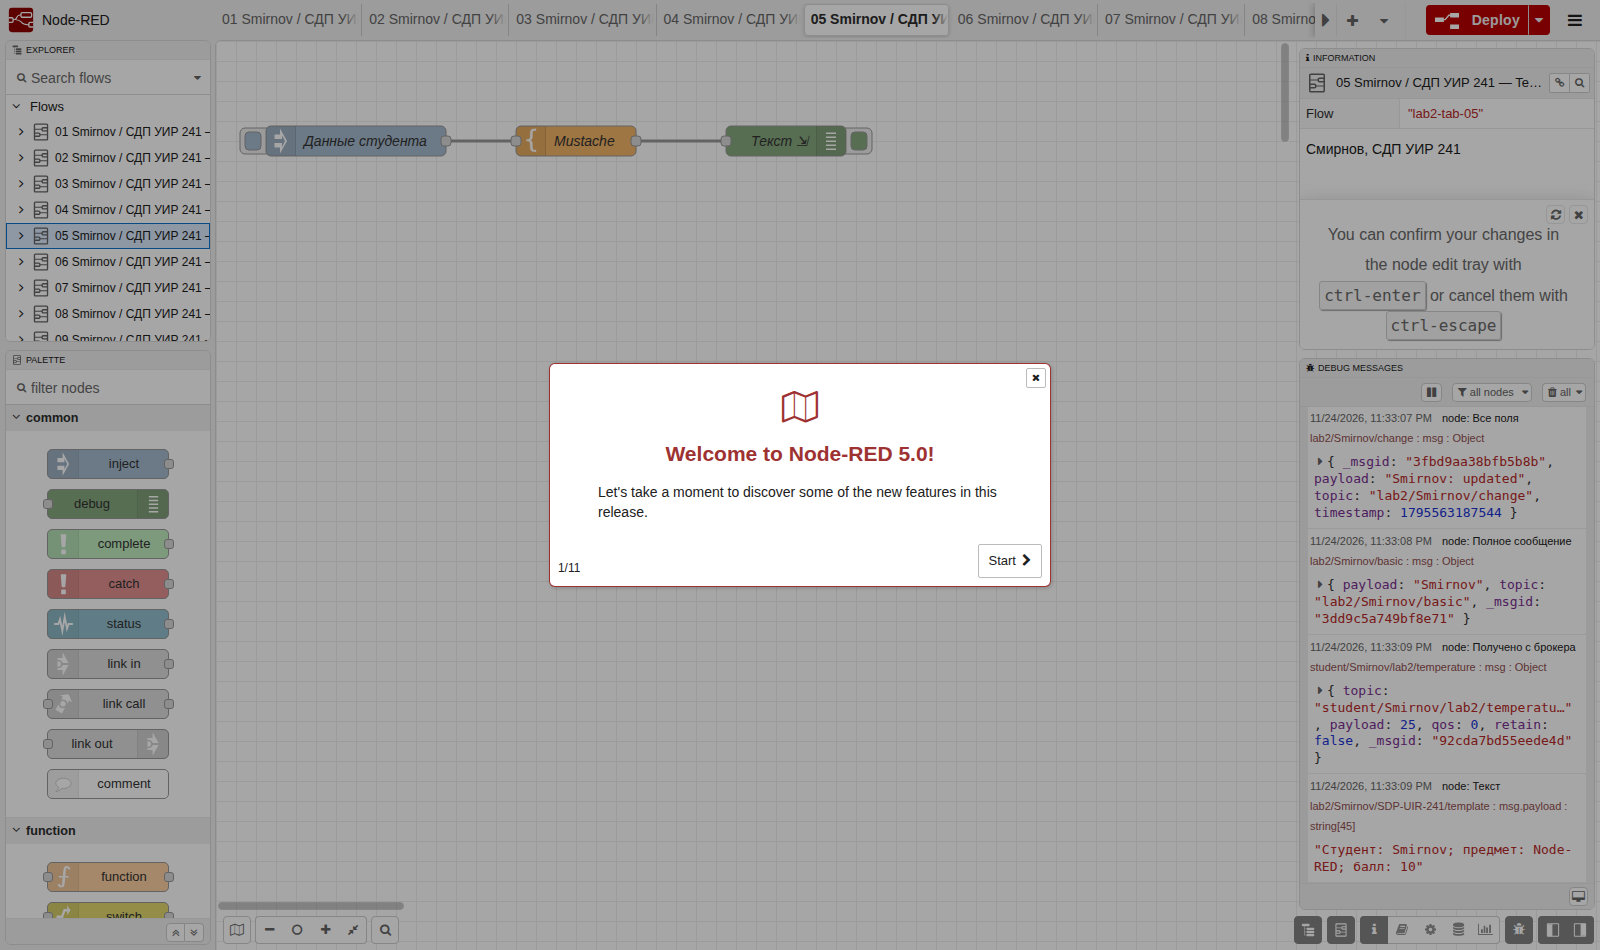 Node-RED
01 Smirnov / СДП УИ
02 Smirnov / СДП УИ
03 Smirnov / СДП УИ
04 Smirnov / СДП УИ
05 Smirnov / СДП УИ
06 Smirnov / СДП УИ
07 Smirnov / СДП УИ
08 Smirno
Deploy
EXPLORER
Search flows
Flows
01 Smirnov / СДП УИР 241 –
02 Smirnov / СДП УИР 241 –
03 Smirnov / СДП УИР 241 –
04 Smirnov / СДП УИР 241 –
05 Smirnov / СДП УИР 241 –
06 Smirnov / СДП УИР 241 –
07 Smirnov / СДП УИР 241 –
08 Smirnov / СДП УИР 241 –
09 Smirnov / СДП УИР 241 -
PALETTE
filter nodes
common
inject
debug
complete
catch
status
link in
link call
link out
comment
function
function
switch
Данные студента
Mustache
Текст ⇲
Welcome to Node-RED 5.0!
Let's take a moment to discover some of the new features in this
release.
1/11
Start
INFORMATION
05 Smirnov / СДП УИР 241 — Te...
Flow
"lab2-tab-05"
Смирнов, СДП УИР 241
You can confirm your changes in
the node edit tray with
ctrl-enter or cancel them with
ctrl-escape
DEBUG MESSAGES
all nodes
all
11/24/2026, 11:33:07 PM node: Все поля
lab2/Smirnov/change : msg : Object
{ _msgid: "3fbd9aa38bfb5b8b",
payload: "Smirnov: updated",
topic: "lab2/Smirnov/change",
timestamp: 1795563187544 }
11/24/2026, 11:33:08 PM node: Полное сообщение
lab2/Smirnov/basic : msg : Object
{ payload: "Smirnov", topic:
"lab2/Smirnov/basic", _msgid:
"3dd9c5a749bf8e71" }
11/24/2026, 11:33:09 PM node: Получено с брокера
student/Smirnov/lab2/temperature : msg : Object
{ topic:
"student/Smirnov/lab2/temperatu…"
, payload: 25, qos: 0, retain:
false, _msgid: "92cda7bd55eede4d"
}
11/24/2026, 11:33:09 PM node: Текст
lab2/Smirnov/SDP-UIR-241/template : msg.payload :
string[45]
"Студент: Smirnov; предмет: Node-
RED; балл: 10"